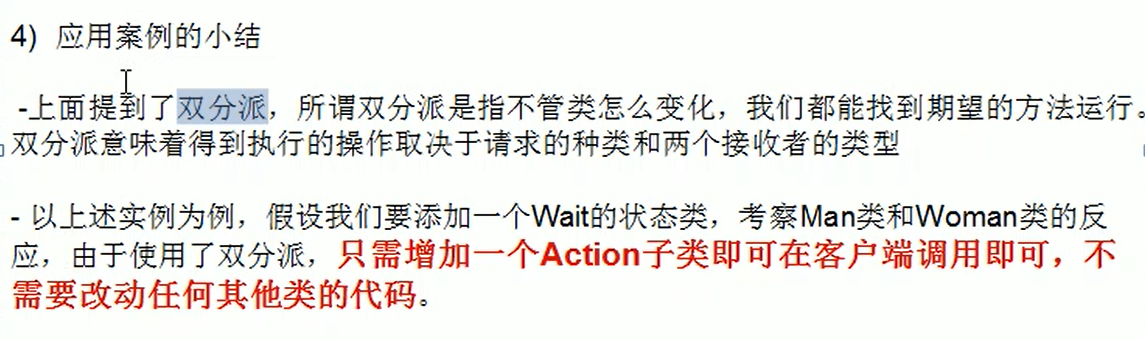 4) 应用案例的小结
-上面提到了双分派，所谓双分派是指不管类怎么变化，我们都能找到期望的方法运行。
双分派意味着得到执行的操作取决于请求的种类和两个接收者的类型
- 以上述实例为例，假设我们要添加一个Wait的状态类，考察Man类和Woman类的反
应，由于使用了双分派，只需增加一个Action子类即可在客户端调用即可，不
需要改动任何其他类的代码。